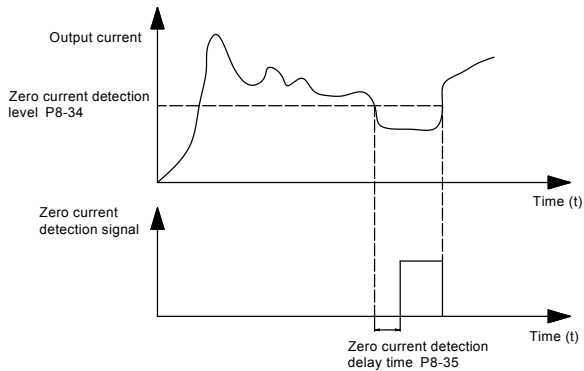 Output current
Zero current detection
level P8-34
Time (t)
Zero current
detection signal
Time (t)
Zero current detection
delay time P8-35